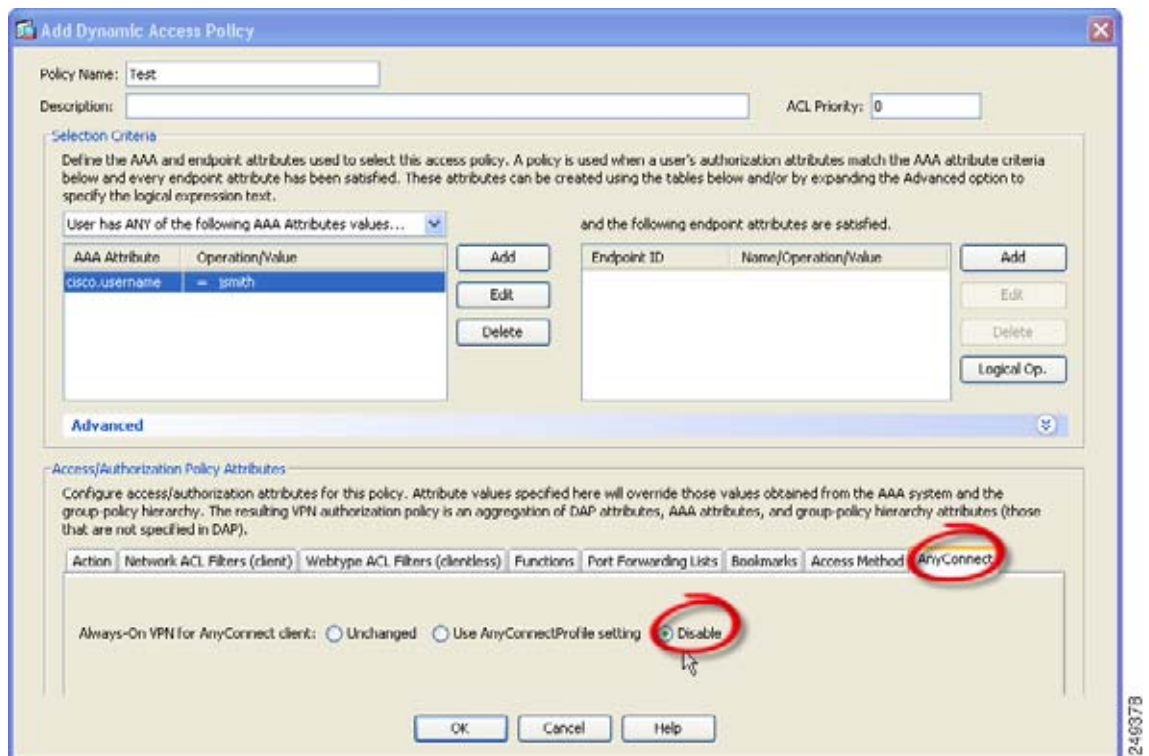 Add Dynamic Access Policy
Policy Name: Test
Description:
ACL Priority: 0
Selection Criteria
Define the AAA and endpoint attributes used to select this access policy. A policy is used when a user's authorization attributes match the AAA attribute criteria
below and every endpoint attribute has been satisfied. These attributes can be created using the tables below and/or by expanding the Advanced option to
specify the logical expression text.
User has ANY of the following AAA Attributes values...
and the following endpoint attributes are satisfied.
AAA Attribute Operation/Value
cisco.username = jsmith
Add
Edit
Delete
Endpoint ID Name/Operation/Value
Add
Edit
Delete
Logical Op.
Advanced
Access/Authorization Policy Attributes
Configure access/authorization attributes for this policy. Attribute values specified here will override those values obtained from the AAA system and the
group-policy hierarchy. The resulting VPN authorization policy is an aggregation of DAP attributes, AAA attributes, and group-policy hierarchy attributes (those
that are not specified in DAP).
Action Network ACL Filters (client) Webtype ACL Filters (clientless) Functions Port Forwarding Lists Bookmarks Access Method AnyConnect
Always-On VPN for AnyConnect client: Unchanged Use AnyConnectProfile setting Disable
OK Cancel Help
249378